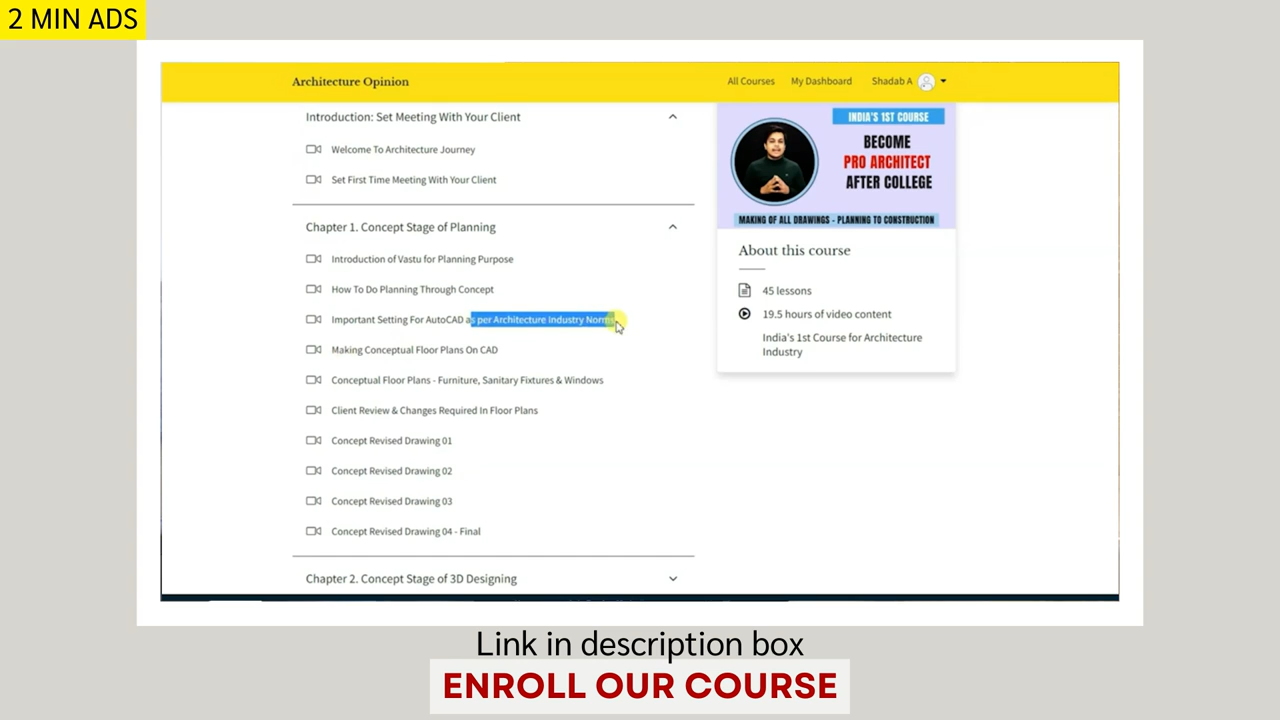 2 MIN ADS
Architecture Opinion
All Courses
My Dashboard
Shadab A
Introduction: Set Meeting With Your Client
Welcome To Architecture Journey
Set First Time Meeting With Your Client
Chapter 1. Concept Stage of Planning
Introduction of Vastu for Planning Purpose
How To Do Planning Through Concept
Important Setting For AutoCAD as per Architecture Industry Norms
Making Conceptual Floor Plans On CAD
Conceptual Floor Plans - Furniture, Sanitary Fixtures & Windows
Client Review & Changes Required In Floor Plans
Concept Revised Drawing 01
Concept Revised Drawing 02
Concept Revised Drawing 03
Concept Revised Drawing 04 - Final
Chapter 2. Concept Stage of 3D Designing
INDIA'S 1ST COURSE
BECOME
PRO ARCHITECT
AFTER COLLEGE
MAKING OF ALL DRAWINGS - PLANNING TO CONSTRUCTION
About this course
45 lessons
19.5 hours of video content
India's 1st Course for Architecture
Industry
Link in description box
ENROLL OUR COURSE